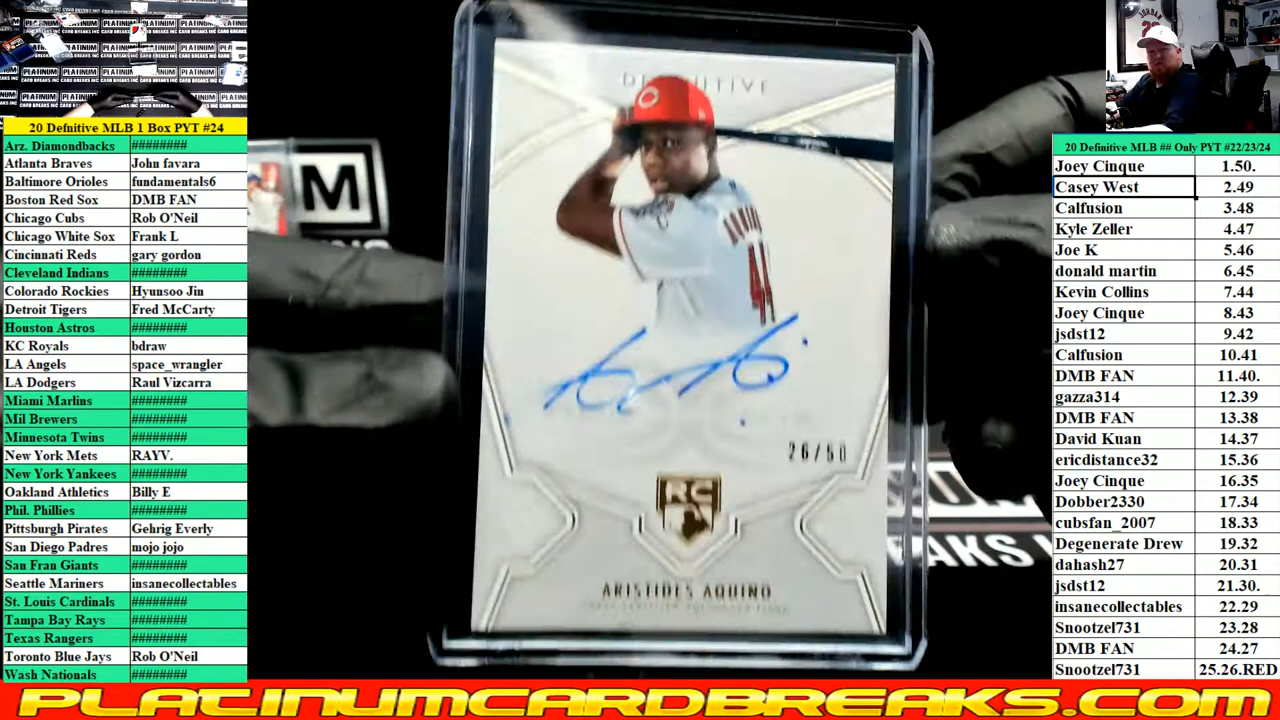 20 Defnitive MLB 1 Box PYT #24
Arz. Diamondbacks ########
Atlanta Braves John favara
Baltimore Orioles fundamentals6
Boston Red Sox DMB FAN
Chicago Cubs Rob O'Neil
Chicago White Sox Frank L
Cincinnati Reds gary gordon
Cleveland Indians ########
Colorado Rockies Hyunsoo Jin
Detroit Tigers Fred McCarty
Houston Astros ########
KC Royals bdraw
LA Angels space_wrangler
LA Dodgers Raul Vizcarra
Miami Marlins ########
Mil Brewers ########
Minnesota Twins ########
New York Mets RAYV.
New York Yankees ########
Oakland Athletics Billy E
Phil. Phillies ########
Pittsburgh Pirates Gehrig Everly
San Diego Padres mojo jojo
San Fran Giants ########
Seattle Mariners insanecollectables
St. Louis Cardinals ########
Tampa Bay Rays ########
Texas Rangers ########
Toronto Blue Jays Rob O'Neil
Wash Nationals ########
DEFINITIVE
AQUINO
44
26/50
RC
ARISTIDES AQUINO
20 Definitive MLB ## Only PYT #22/23/24
Joey Cinque 1.50.
Casey West 2.49
Calfusion 3.48
Kyle Zeller 4.47
Joe K 5.46
donald martin 6.45
Kevin Collins 7.44
Joey Cinque 8.43
jsdst12 9.42
Calfusion 10.41
DMB FAN 11.40.
gazza314 12.39
DMB FAN 13.38
David Kuan 14.37
ericdistance32 15.36
Joey Cinque 16.35
Dobber2330 17.34
cubsfan_2007 18.33
Degenerate Drew 19.32
dahash27 20.31
jsdst12 21.30.
insanecollectables 22.29
Snootzel731 23.28
DMB FAN 24.27
Snootzel731 25.26.RED
PLATINUMCARDBREAKS.COM